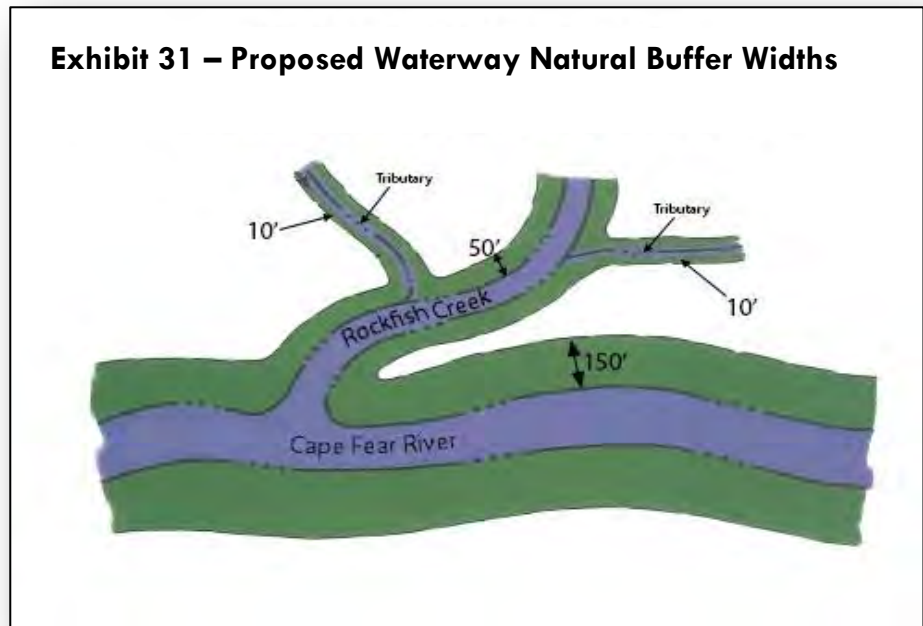 Exhibit 31 – Proposed Waterway Natural Buffer Widths
Tributary
10'
50'
Tributary
10'
Rockfish Creek
150'
Cape Fear River